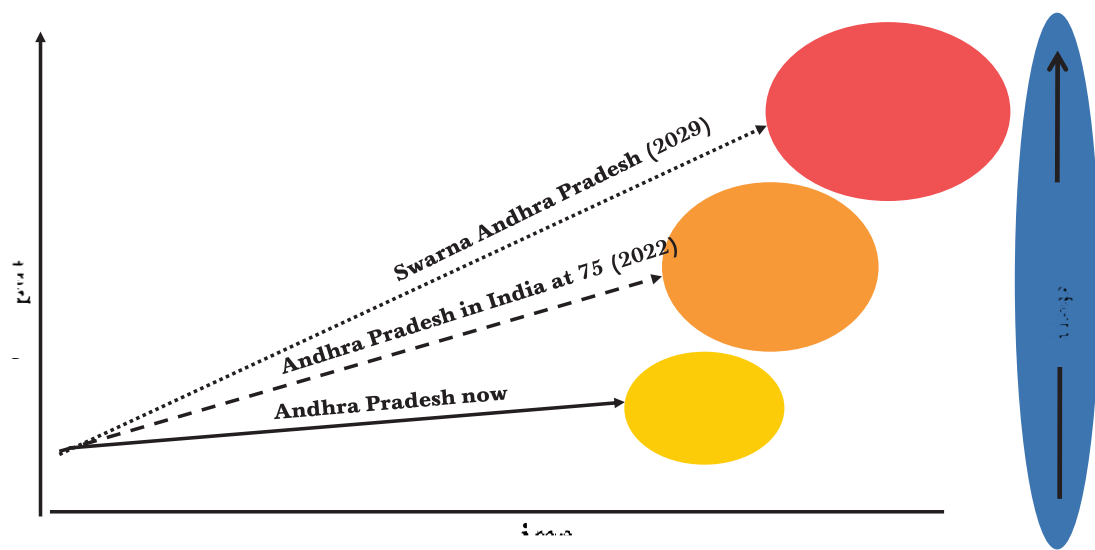 Swarna Andhra Pradesh (2029)
Andhra Pradesh in India at 75 (2022)
Andhra Pradesh now